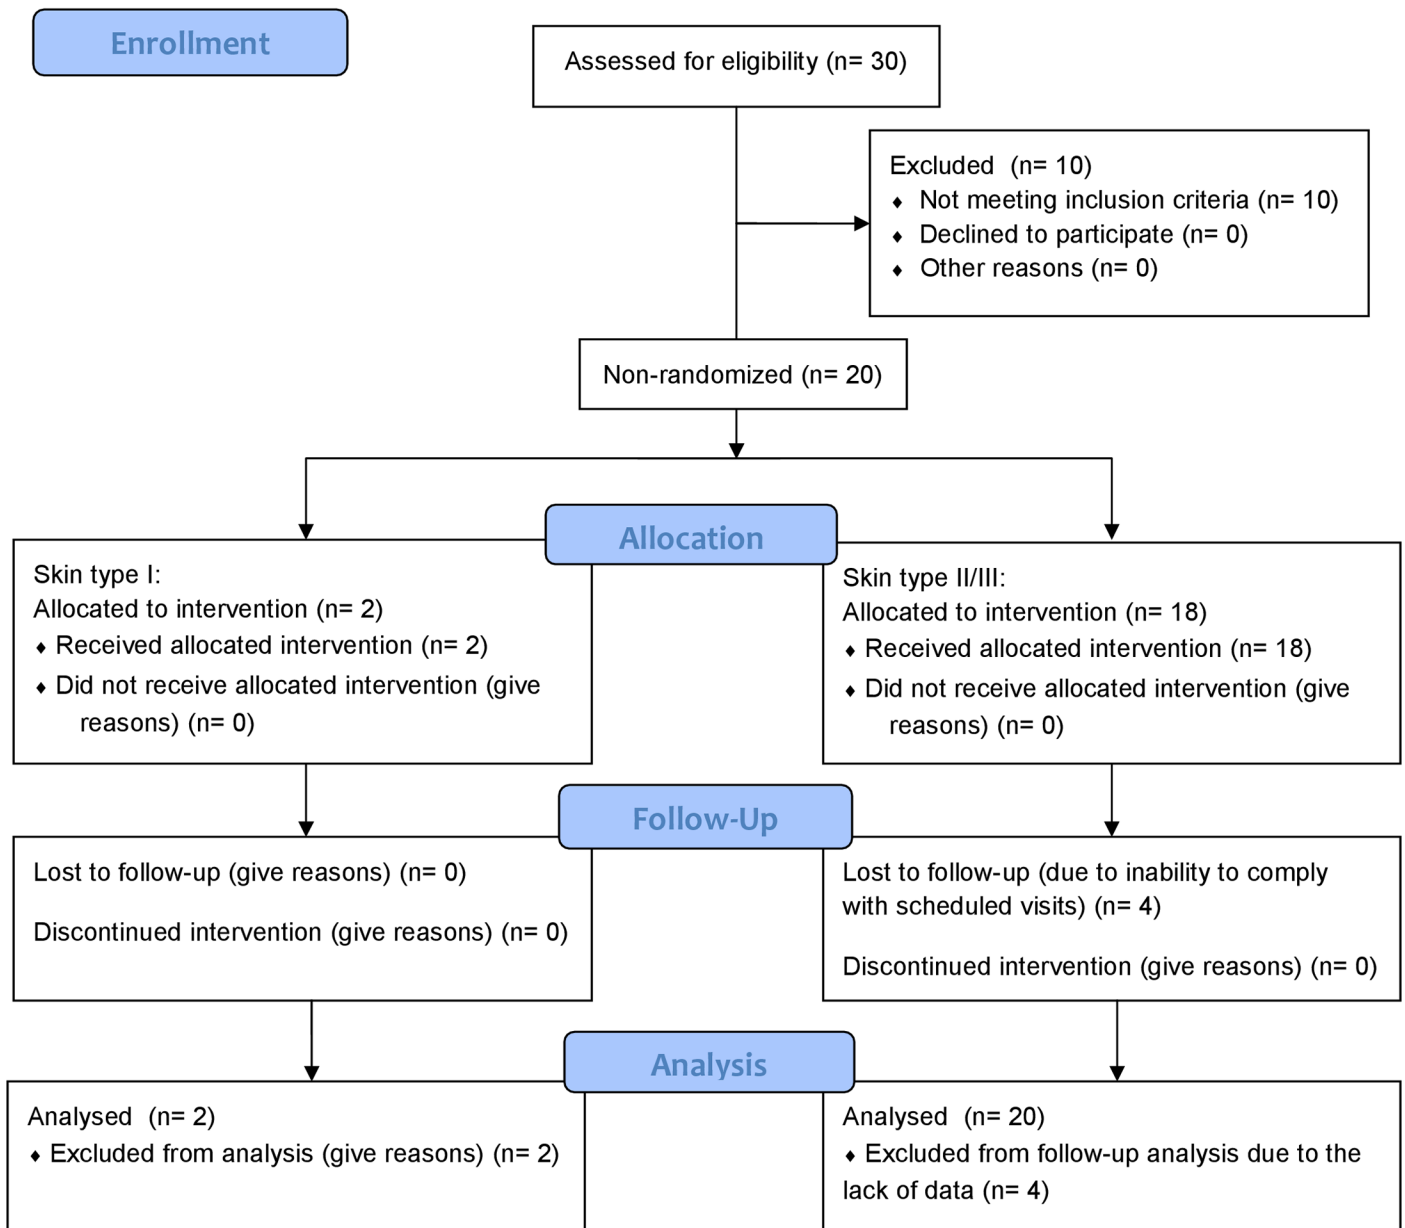 Enrollment
Assessed for eligibility (n= 30)
Excluded (n= 10)
♦ Not meeting inclusion criteria (n= 10)
♦ Declined to participate (n= 0)
♦ Other reasons (n= 0)
Non-randomized (n= 20)
Allocation
Skin type I:
Allocated to intervention (n= 2)
♦ Received allocated intervention (n= 2)
♦ Did not receive allocated intervention (give
reasons) (n= 0)
Skin type II/III:
Allocated to intervention (n= 18)
♦ Received allocated intervention (n= 18)
♦ Did not receive allocated intervention (give
reasons) (n= 0)
Follow-Up
Lost to follow-up (give reasons) (n= 0)
Discontinued intervention (give reasons) (n= 0)
Lost to follow-up (due to inability to comply
with scheduled visits) (n= 4)
Discontinued intervention (give reasons) (n= 0)
Analysis
Analysed (n= 2)
♦ Excluded from analysis (give reasons) (n= 2)
Analysed (n= 20)
♦ Excluded from follow-up analysis due to the
lack of data (n= 4)